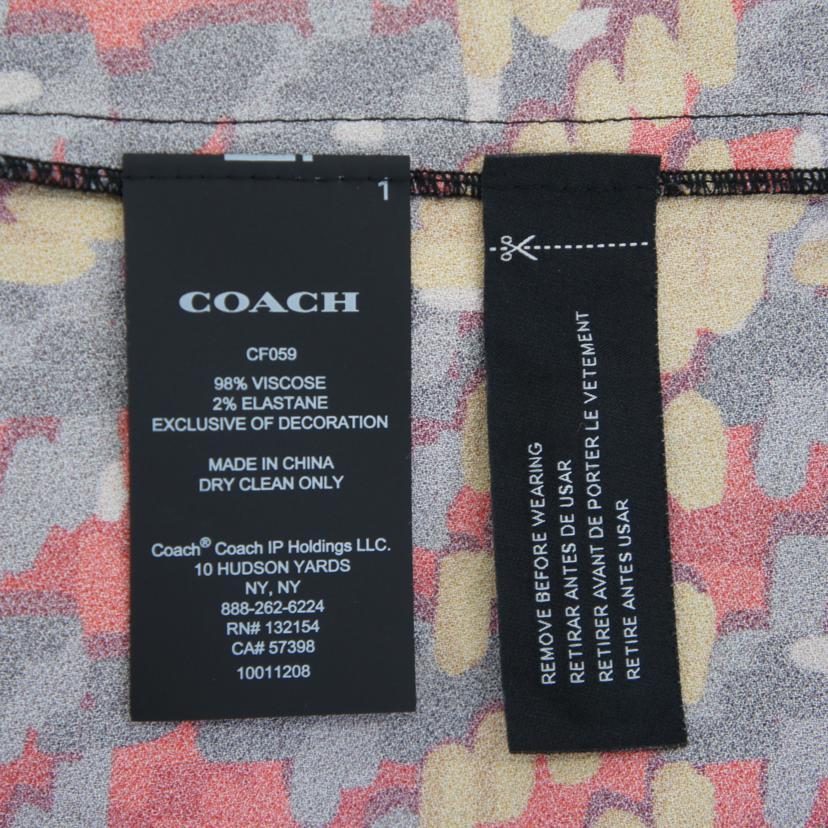 1
COACH
CF059
98% VISCOSE
2% ELASTANE
EXCLUSIVE OF DECORATION
MADE IN CHINA
DRY CLEAN ONLY
Coach® Coach IP Holdings LLC.
10 HUDSON YARDS
NY, NY
888-262-6224
RN# 132154
CA# 57398
10011208
REMOVE BEFORE WEARING
RETIRAR ANTES DE USAR
RETIRER AVANT DE PORTER LE VETEMENT
RETIRE ANTES USAR